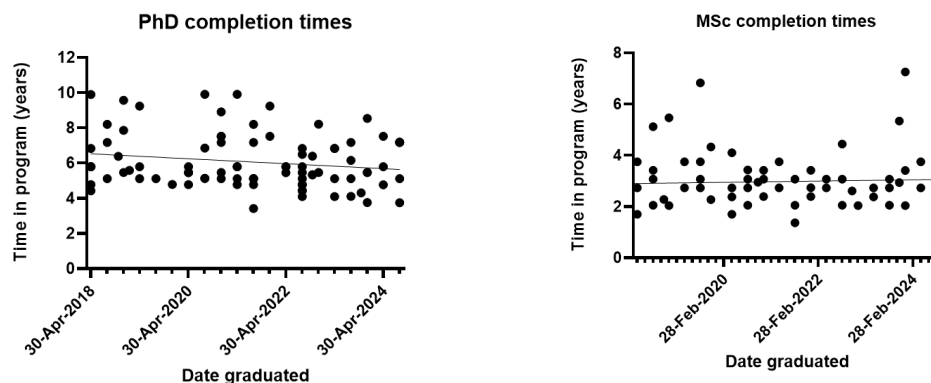 PhD completion times
12
10
8
6
4
2
0
Time in program (years)
30-Apr-2018
30-Apr-2020
30-Apr-2022
30-Apr-2024
Date graduated
MSc completion times
8
6
4
2
0
Time in program (years)
28-Feb-2020
28-Feb-2022
28-Feb-2024
Date graduated